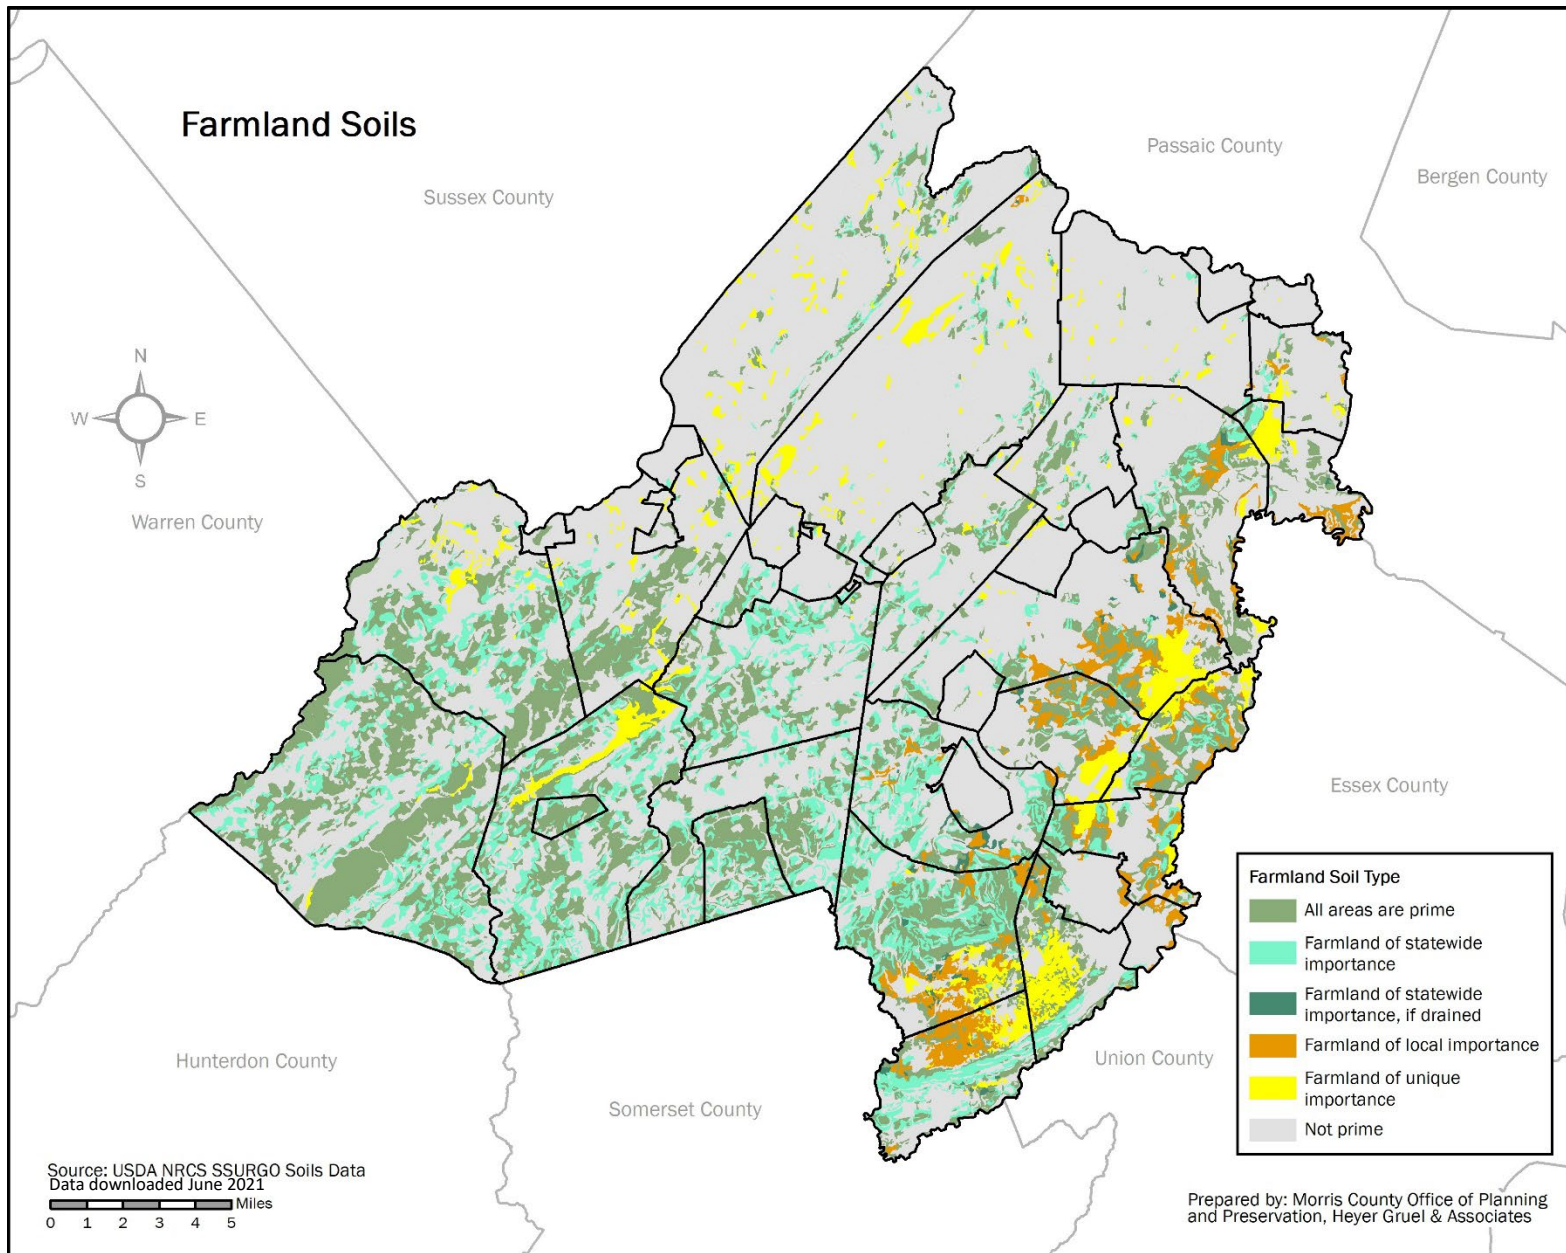 Farmland Soils
Passaic County
Bergen County
Sussex County
N
W
E
S
Warren County
Essex County
Hunterdon County
Somerset County
Union County
Farmland Soil Type
All areas are prime
Farmland of statewide
importance
Farmland of statewide
importance, if drained
Farmland of local importance
Farmland of unique
importance
Not prime
Source: USDA NRCS SSURGO Soils Data
Data downloaded June 2021
Miles
0 1 2 3 4 5
Prepared by: Morris County Office of Planning
and Preservation, Heyer Gruel & Associates